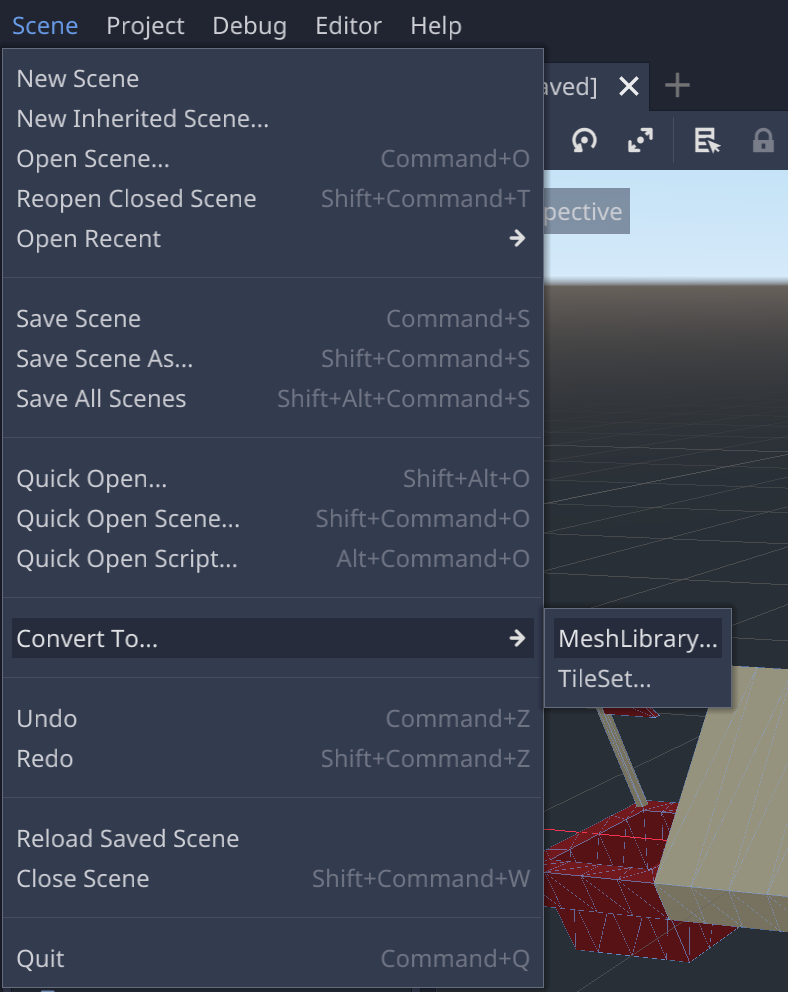 Scene Project Debug Editor Help
New Scene
aved]
New Inherited Scene...
Open Scene... Command+O
Reopen Closed Scene Shift+Command+T
pective
Open Recent
Save Scene Command+S
Save Scene As... Shift+Command+S
Save All Scenes Shift+Alt+Command+S
Quick Open... Shift+Alt+O
Quick Open Scene... Shift+Command+O
Quick Open Script... Alt+Command+O
Convert To... MeshLibrary...
TileSet...
Undo Command+Z
Redo Shift+Command+Z
Reload Saved Scene
Close Scene Shift+Command+W
Quit Command+Q